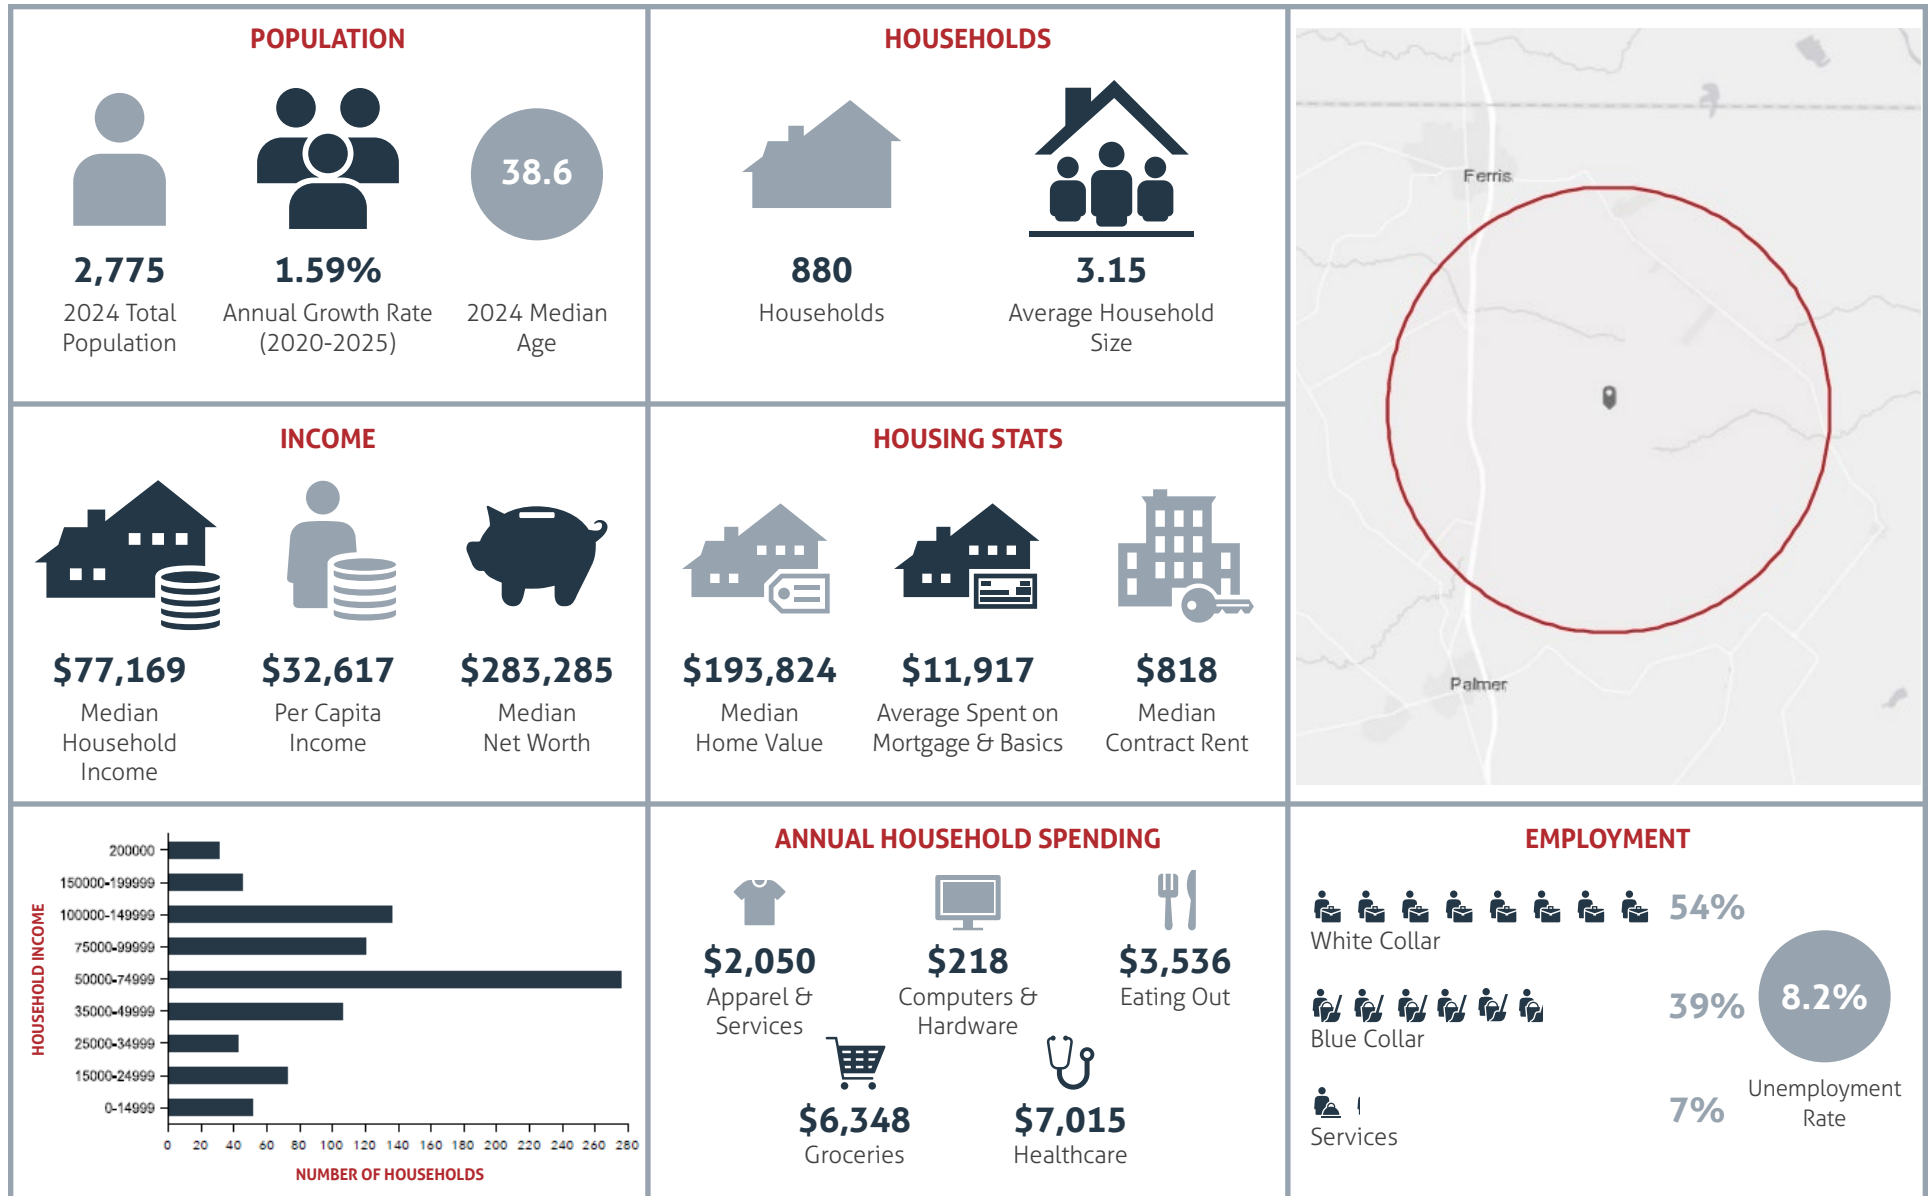 POPULATION
38.6
2,775
2024 Total
Population
1.59%
Annual Growth Rate
(2020-2025)
2024 Median
Age
HOUSEHOLDS
880
Households
3.15
Average Household
Size
Ferris
Palmer
INCOME
$77,169
Median
Household
Income
$32,617
Per Capita
Income
$283,285
Median
Net Worth
HOUSING STATS
$193,824
Median
Home Value
$11,917
Average Spent on
Mortgage & Basics
$818
Median
Contract Rent
HOUSEHOLD INCOME
200000
150000-199999
100000-149999
75000-99999
50000-74999
35000-49999
25000-34999
15000-24999
0-14999
0 20 40 60 80 100 120 140 160 180 200 220 240 260 280
NUMBER OF HOUSEHOLDS
ANNUAL HOUSEHOLD SPENDING
$2,050
Apparel &
Services
$218
Computers &
Hardware
$3,536
Eating Out
$6,348
Groceries
$7,015
Healthcare
EMPLOYMENT
54%
White Collar
39%
Blue Collar
7%
Services
8.2%
Unemployment
Rate